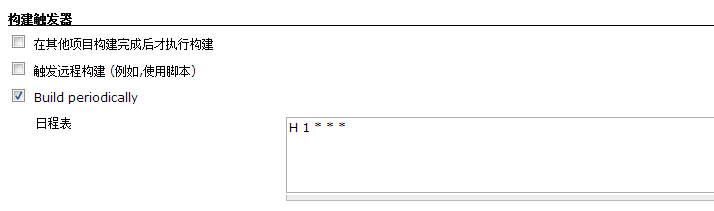 构建触发器
在其他项目构建完成后才执行构建
触发远程构建 (例如,使用脚本)
Build periodically
日程表
H 1 * * *